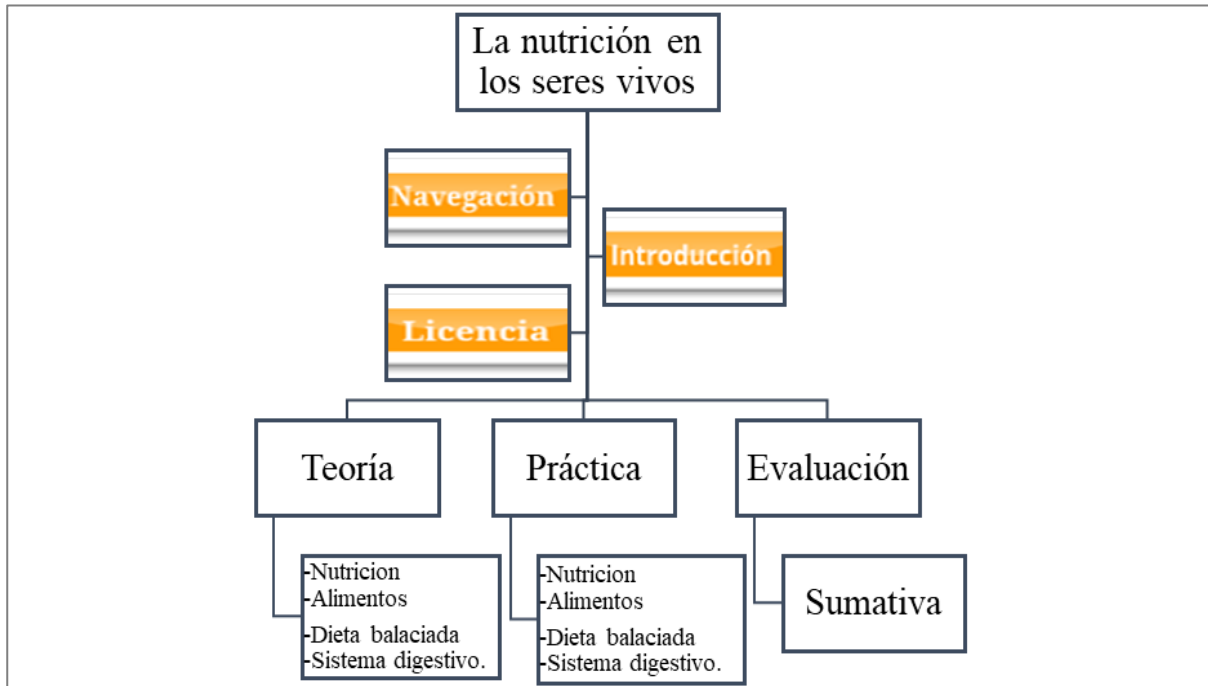 La nutrición en
los seres vivos
Navegación
Introducción
Licencia
Teoría
Práctica
Evaluación
-Nutricion
-Alimentos
-Dieta balaciada
-Sistema digestivo.
-Nutricion
-Alimentos
-Dieta balaciada
-Sistema digestivo.
Sumativa